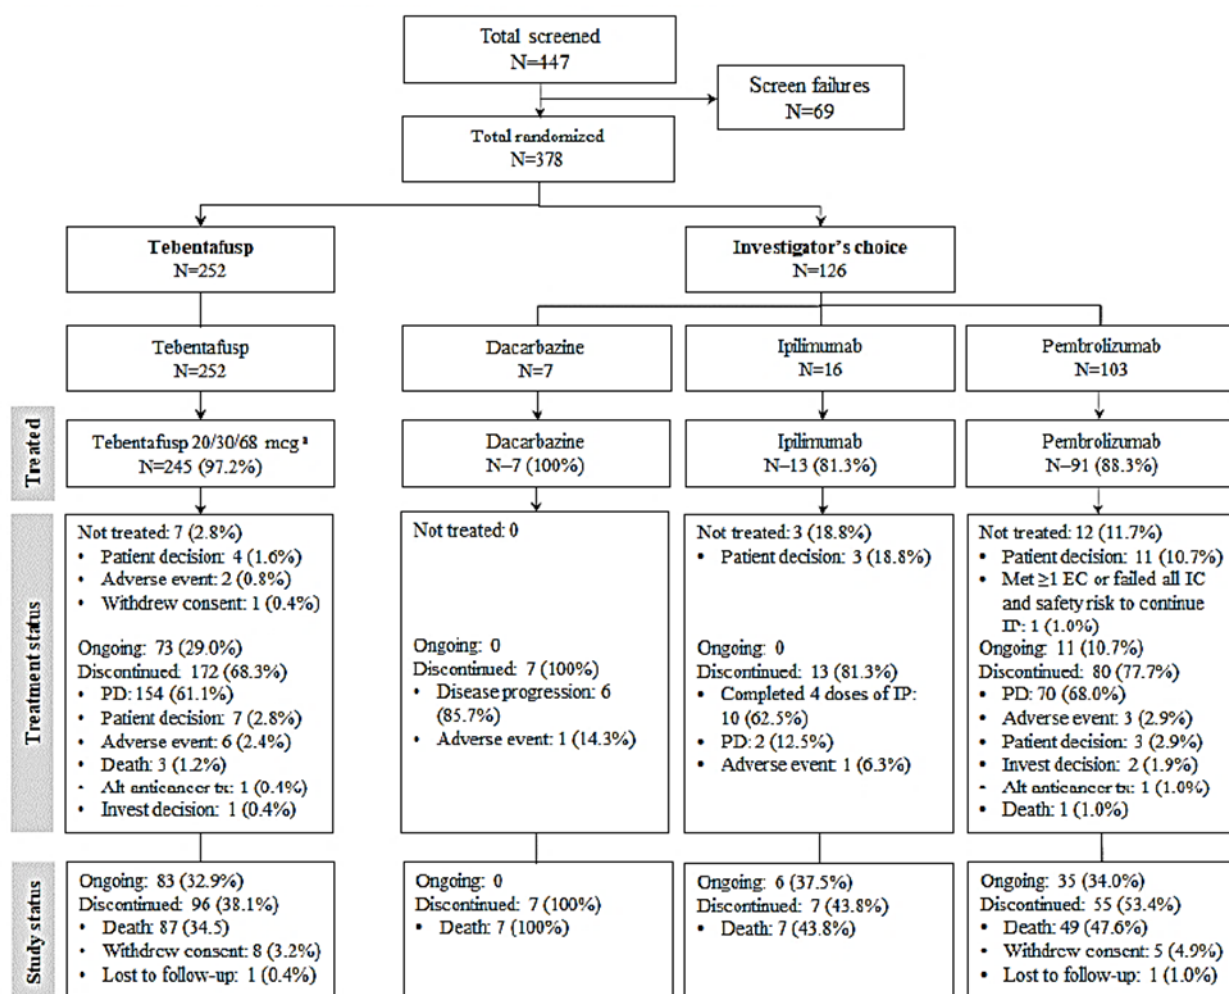 Total screened
N=447
Screen failures
N=69
Total randomized
N=378
Tebentafusp
N=252
Investigator's choice
N=126
Tebentafusp
N=252
Dacarbazine
N=7
Ipilimumab
N=16
Pembrolizumab
N=103
Treated
Tebentafusp 20/30/68 mcg ª
N=245 (97.2%)
Dacarbazine
N–7 (100%)
Ipilimumab
N–13 (81.3%)
Pembrolizumab
N–91 (88.3%)
Treatment status
Not treated: 7 (2.8%)
• Patient decision: 4 (1.6%)
• Adverse event: 2 (0.8%)
• Withdrew consent: 1 (0.4%)
Ongoing: 73 (29.0%)
Discontinued: 172 (68.3%)
• PD: 154 (61.1%)
• Patient decision: 7 (2.8%)
• Adverse event: 6 (2.4%)
• Death: 3 (1.2%)
• Alt anticancer tx: 1 (0.4%)
• Invest decision: 1 (0.4%)
Not treated: 0
Ongoing: 0
Discontinued: 7 (100%)
• Disease progression: 6
(85.7%)
• Adverse event: 1 (14.3%)
Not treated: 3 (18.8%)
• Patient decision: 3 (18.8%)
Ongoing: 0
Discontinued: 13 (81.3%)
• Completed 4 doses of IP:
10 (62.5%)
• PD: 2 (12.5%)
• Adverse event: 1 (6.3%)
Not treated: 12 (11.7%)
• Patient decision: 11 (10.7%)
• Met ≥1 EC or failed all IC
and safety risk to continue
IP: 1 (1.0%)
Ongoing: 11 (10.7%)
Discontinued: 80 (77.7%)
• PD: 70 (68.0%)
• Adverse event: 3 (2.9%)
• Patient decision: 3 (2.9%)
• Invest decision: 2 (1.9%)
• Alt anticancer tx: 1 (1.0%)
• Death: 1 (1.0%)
Study status
Ongoing: 83 (32.9%)
Discontinued: 96 (38.1%)
• Death: 87 (34.5)
• Withdrew consent: 8 (3.2%)
• Lost to follow-up: 1 (0.4%)
Ongoing: 0
Discontinued: 7 (100%)
• Death: 7 (100%)
Ongoing: 6 (37.5%)
Discontinued: 7 (43.8%)
• Death: 7 (43.8%)
Ongoing: 35 (34.0%)
Discontinued: 55 (53.4%)
• Death: 49 (47.6%)
• Withdrew consent: 5 (4.9%)
• Lost to follow-up: 1 (1.0%)